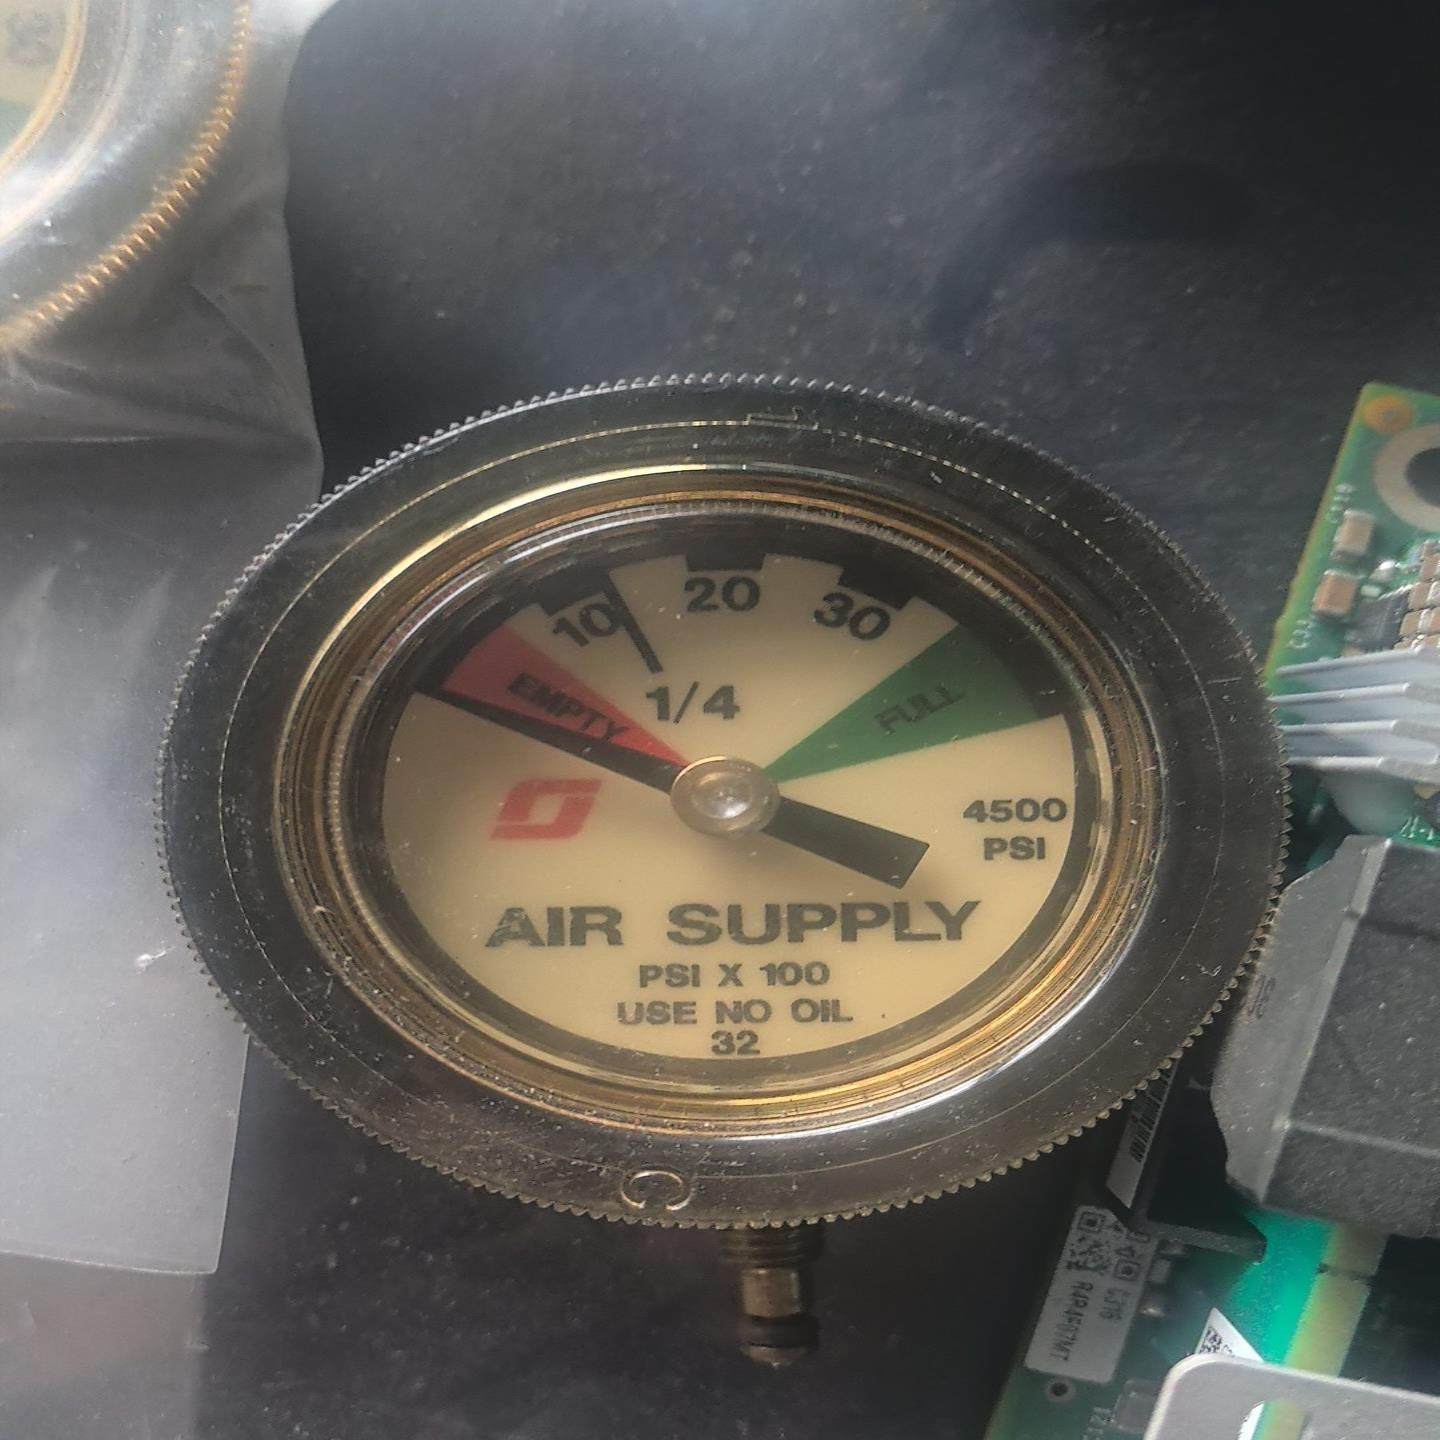 10 20 30
EMPTY FULL
1/4
4500
PSI
AIR SUPPLY
PSI X 100
USE NO OIL
32
C